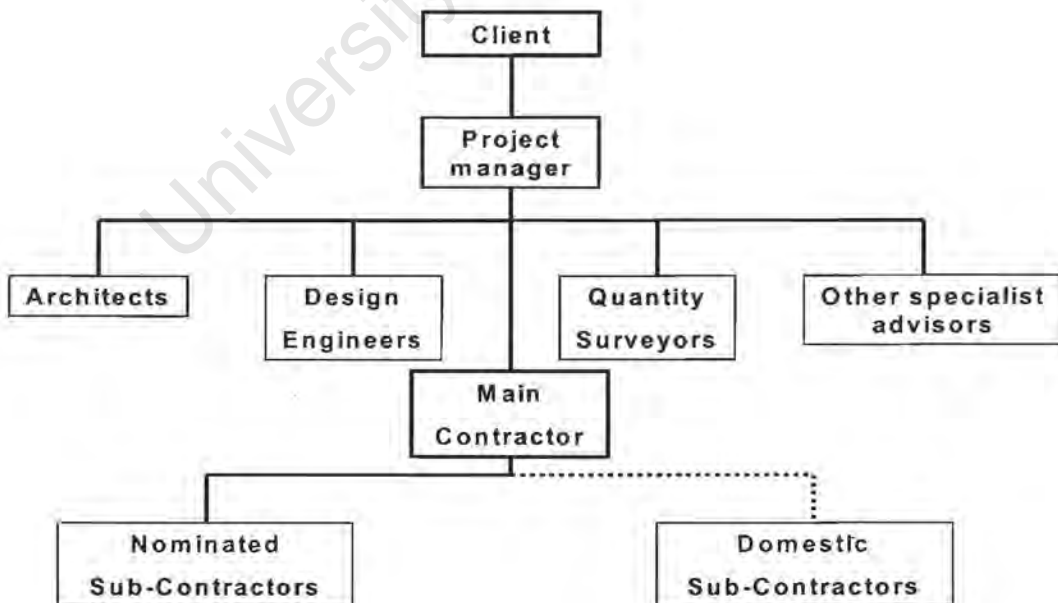 University
Client
Project
manager
Architects
Design
Engineers
Quantity
Surveyors
Other specialist
advisors
Main
Contractor
Nominated
Sub-Contractors
Domestic
Sub-Contractors